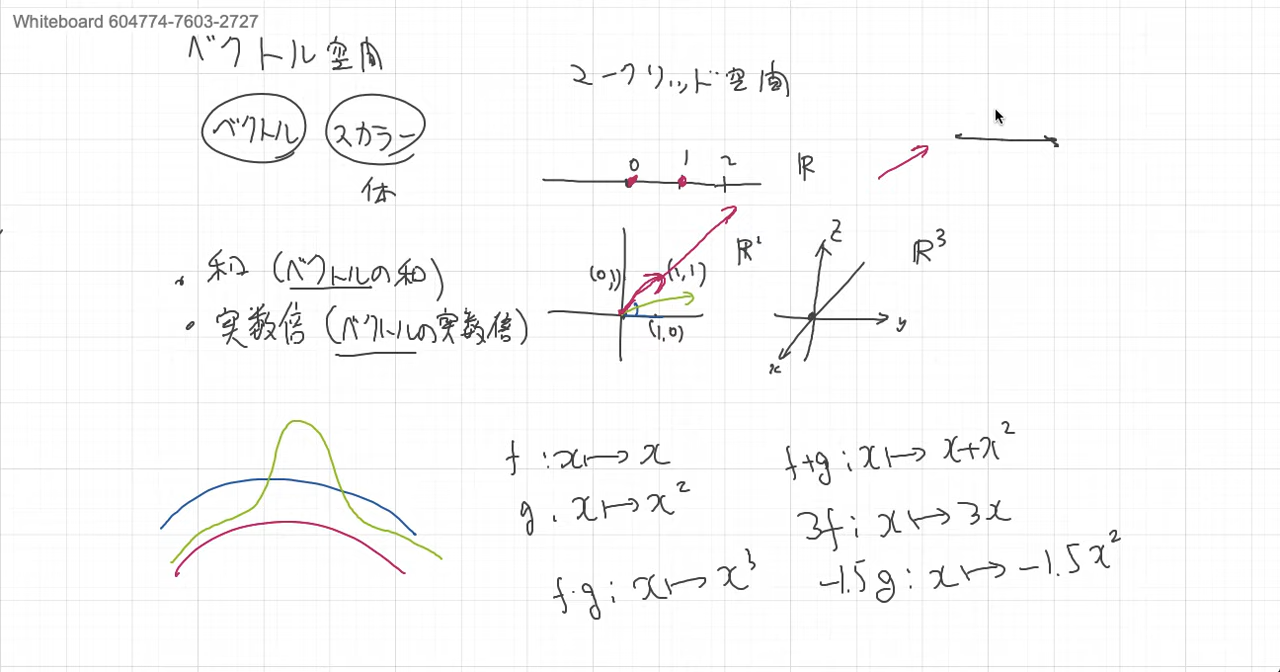 Whiteboard 604774-7603-2727
ベクトル空間
ベクトル スカラー
体
・和 (ベクトルの和)
・実数倍 (ベクトルの実数倍)
ユークリッド空間
0 1 2 ℝ
(0,1) (1,1) ℝ²
(1,0)
z ℝ³
y
x
f : x ↦ x
g : x ↦ x²
f·g : x ↦ x³
f+g : x ↦ x+x²
3f : x ↦ 3x
-1.5g : x ↦ -1.5x²